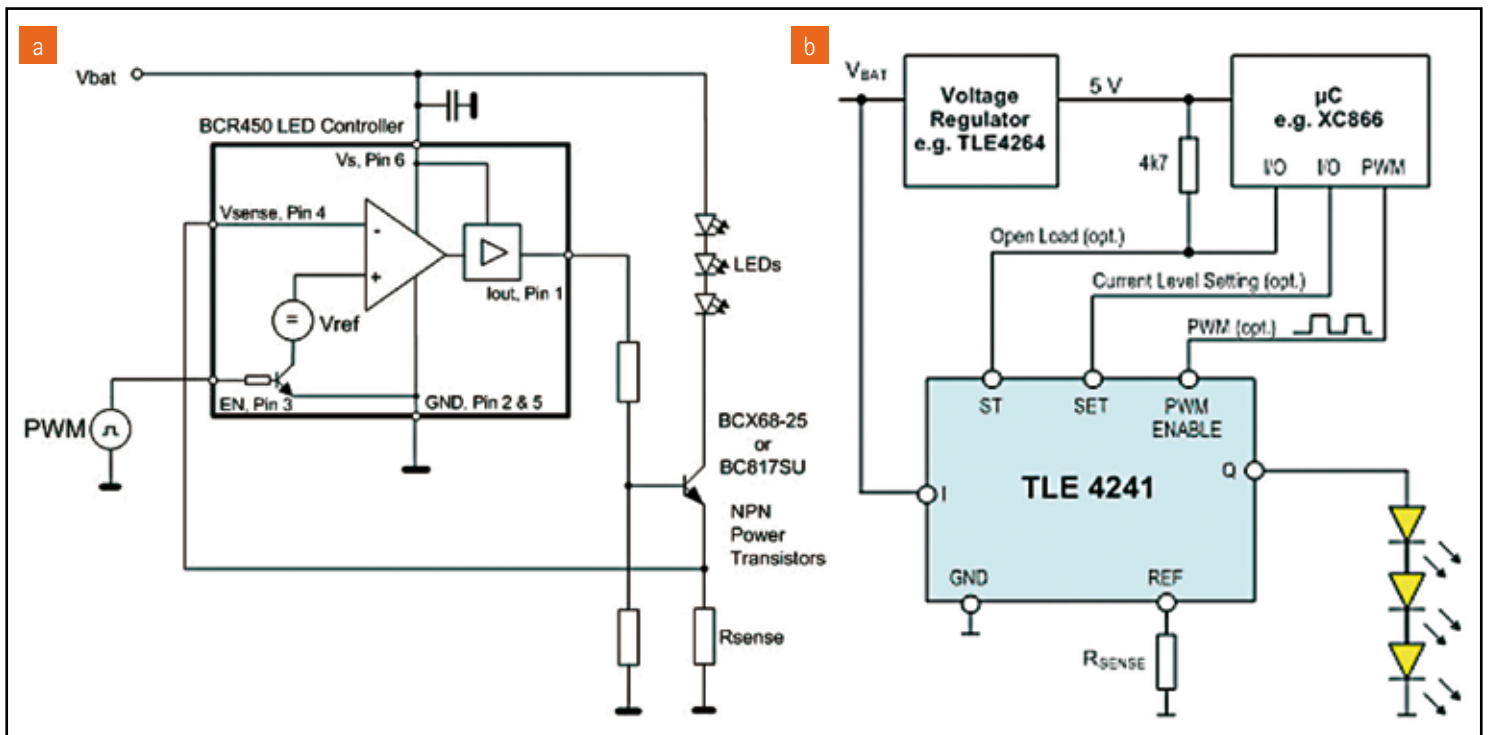 a
Vbat
BCR450 LED Controller
Vs, Pin 6
Vsense, Pin 4
-
+
=
Vref
Iout, Pin 1
EN, Pin 3
GND, Pin 2 & 5
PWM
LEDs
BCX68-25
or
BC817SU
NPN
Power
Transistors
Rsense
b
VBAT
Voltage
Regulator
e.g. TLE4264
5 V
µC
e.g. XC866
I/O I/O PWM
4k7
Open Load (opt.)
Current Level Setting (opt.)
PWM (opt.)
ST SET PWM
ENABLE
I
TLE 4241
Q
GND REF
RSENSE